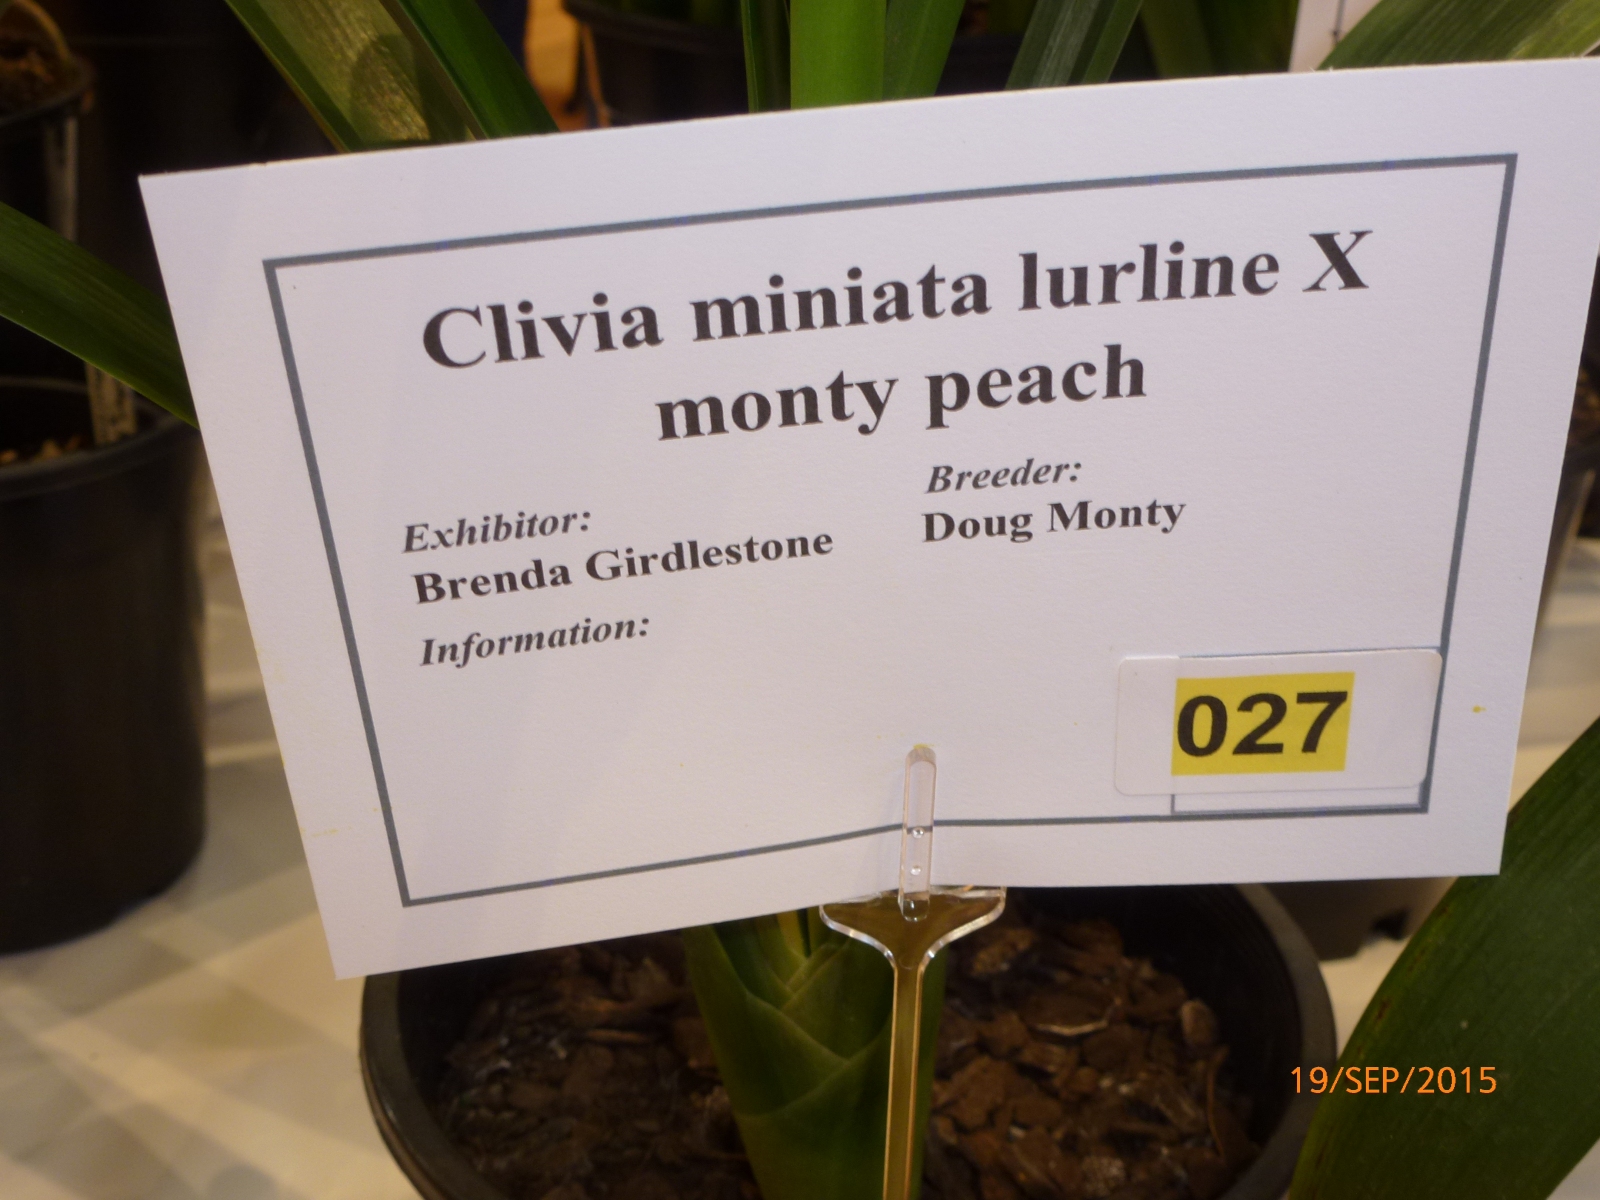 Clivia miniata lurline X
monty peach
Exhibitor:
Brenda Girdlestone
Breeder:
Doug Monty
Information:
027
19/SEP/2015